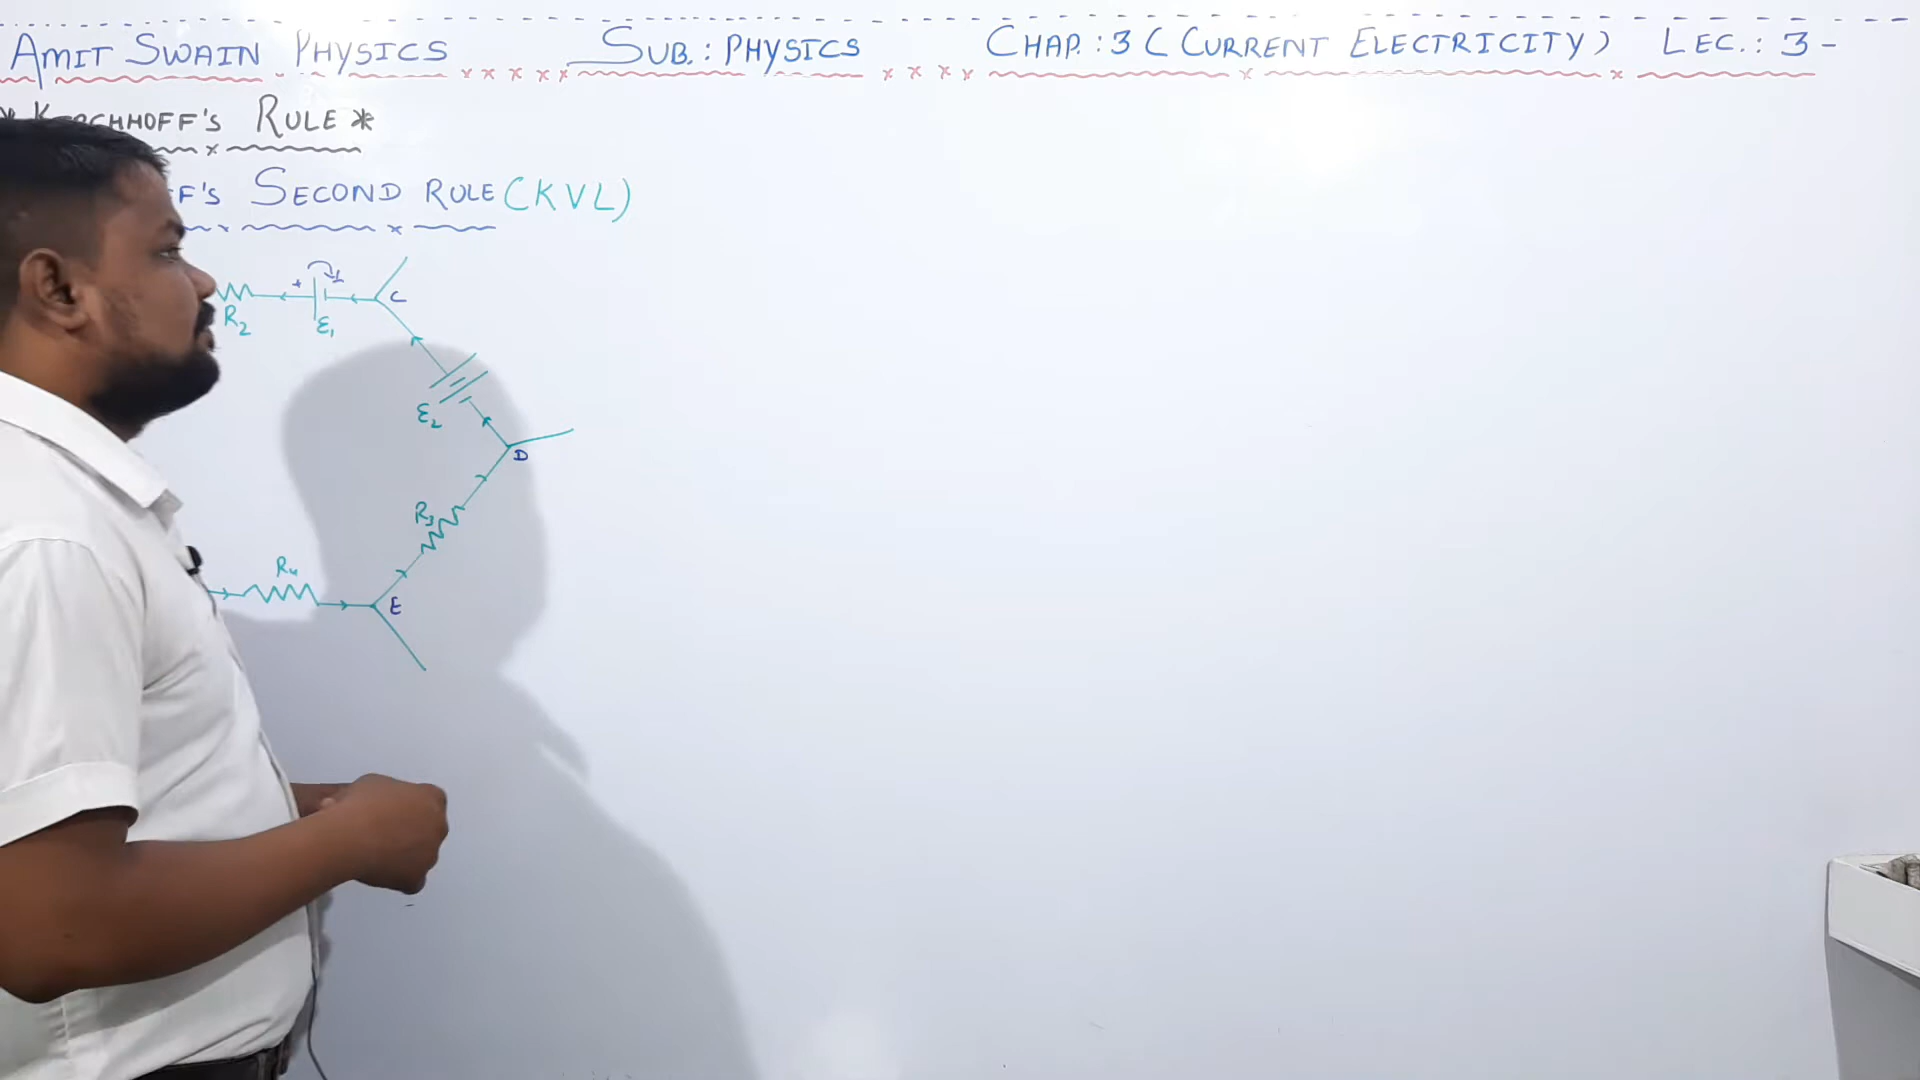 AMIT SWAIN PHYSICS SUB.: PHYSICS CHAP.: 3 ( CURRENT ELECTRICITY ) LEC.: 3 -
RULE *
SECOND RULE (KVL)
+ -
R2 ε1 C
ε2
D
R3
R4
E